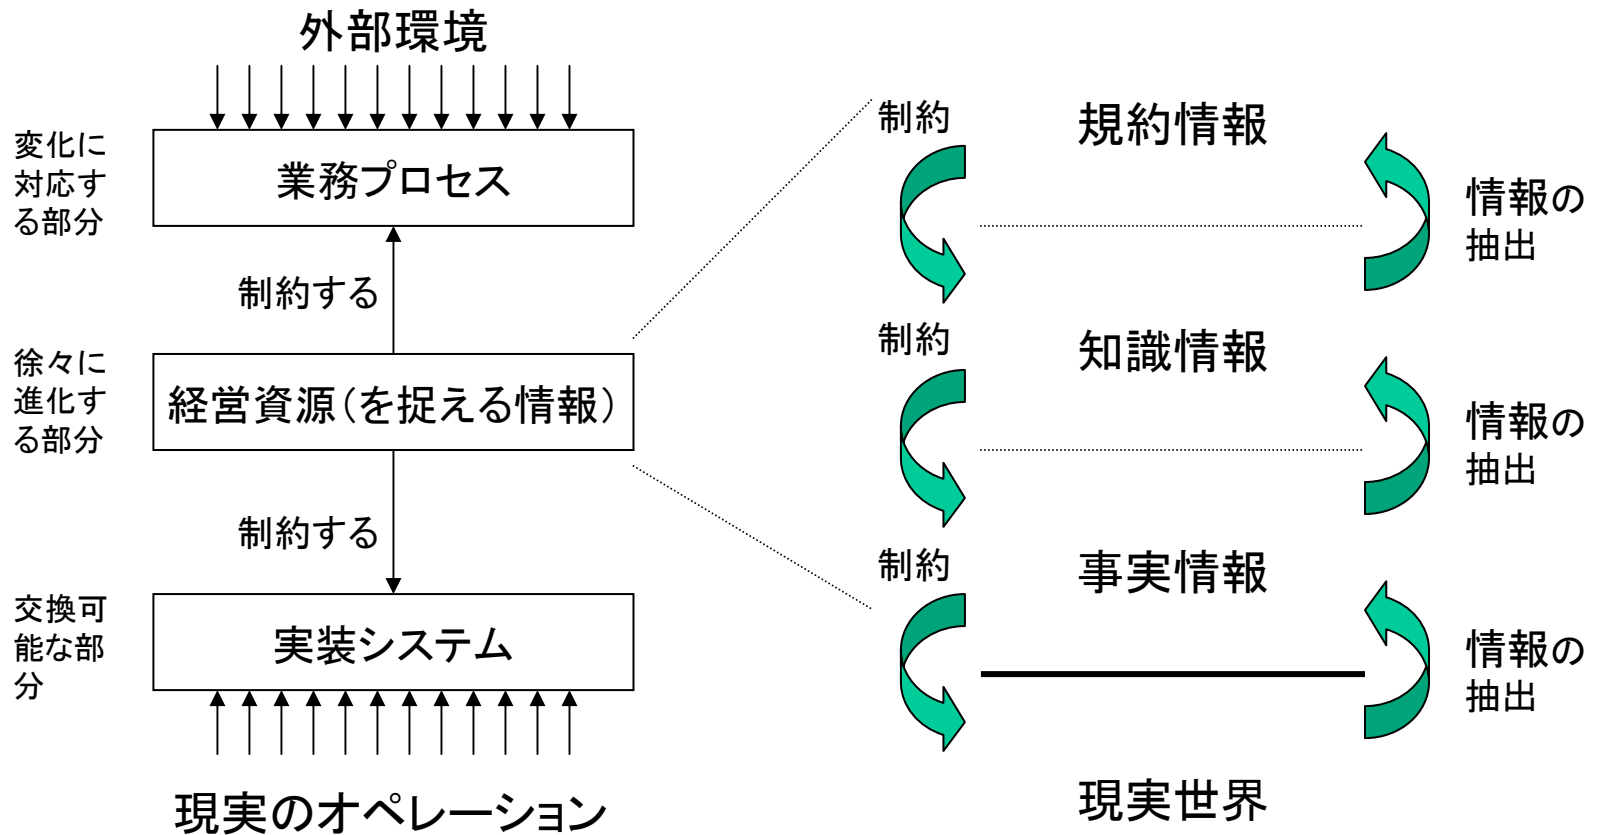 外部環境
変化に
対応す
る部分
業務プロセス
制約する
徐々に
進化す
る部分
経営資源(を捉える情報)
制約する
交換可
能な部
分
実装システム
現実のオペレーション
制約
規約情報
情報の
抽出
制約
知識情報
情報の
抽出
制約
事実情報
情報の
抽出
現実世界